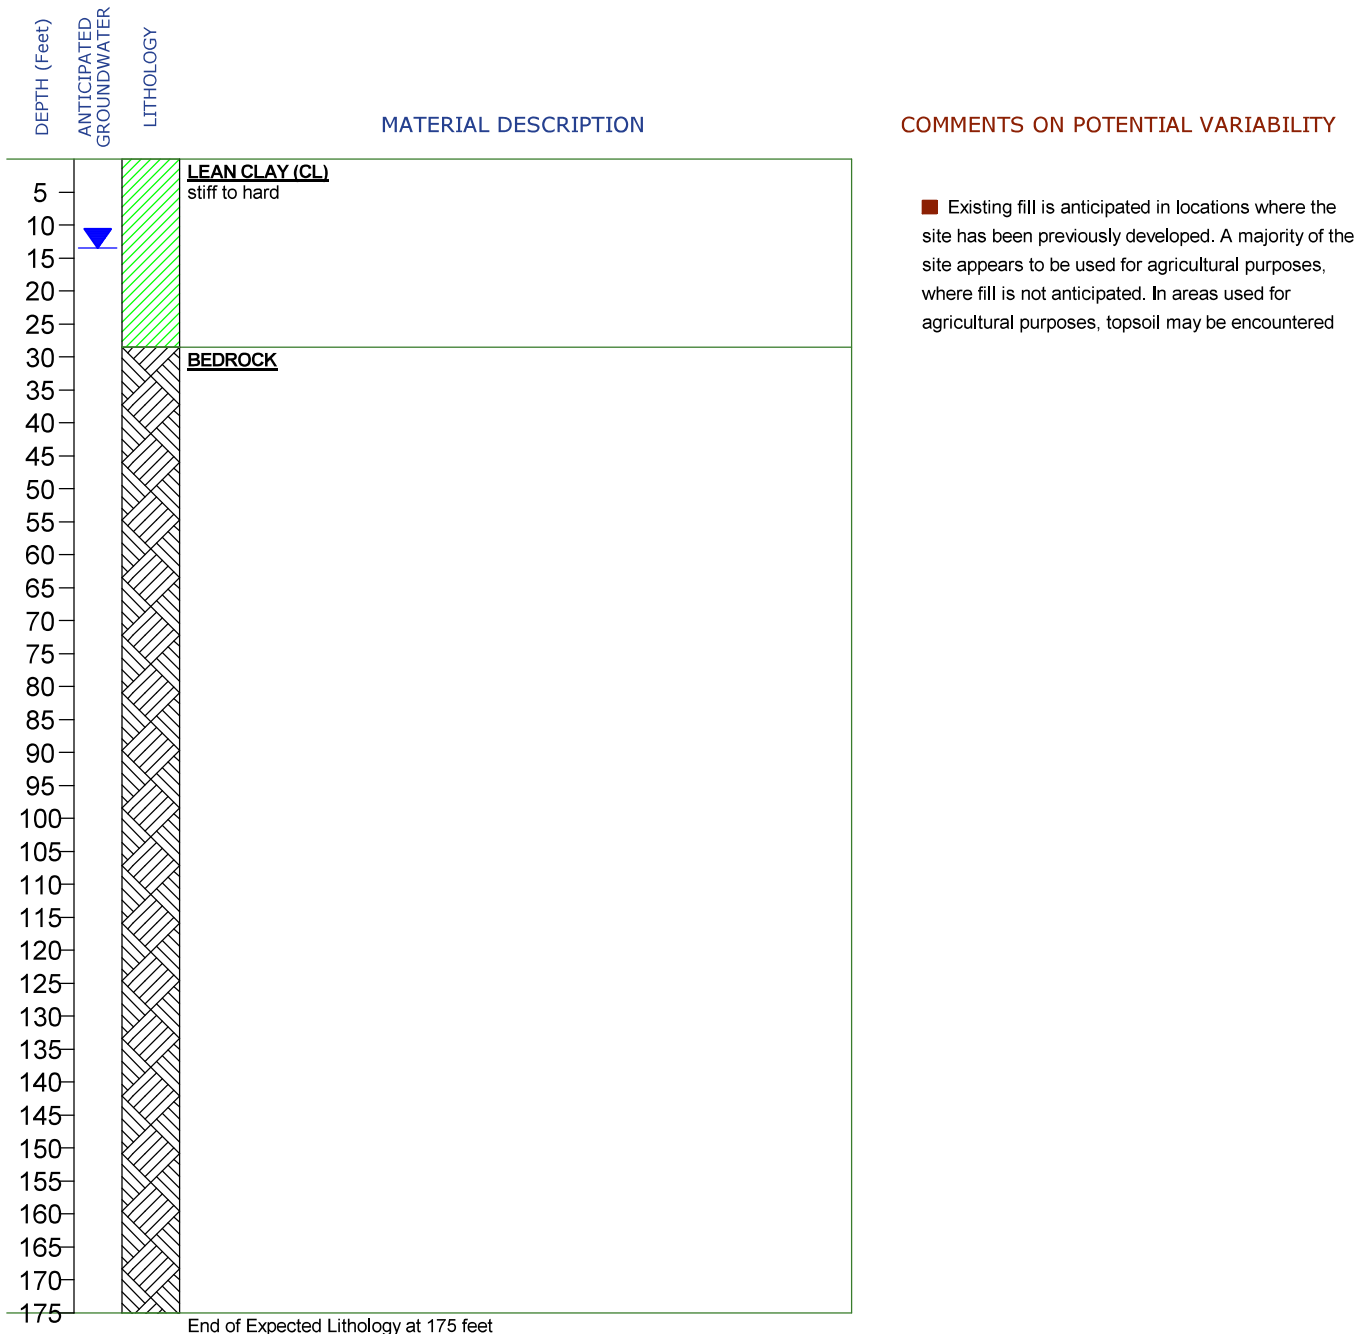 DEPTH (Feet)
ANTICIPATED
GROUNDWATER
LITHOLOGY
MATERIAL DESCRIPTION
COMMENTS ON POTENTIAL VARIABILITY
LEAN CLAY (CL)
stiff to hard
Existing fill is anticipated in locations where the
site has been previously developed. A majority of the
site appears to be used for agricultural purposes,
where fill is not anticipated. In areas used for
agricultural purposes, topsoil may be encountered
BEDROCK
5
10
15
20
25
30
35
40
45
50
55
60
65
70
75
80
85
90
95
100
105
110
115
120
125
130
135
140
145
150
155
160
165
170
175
End of Expected Lithology at 175 feet